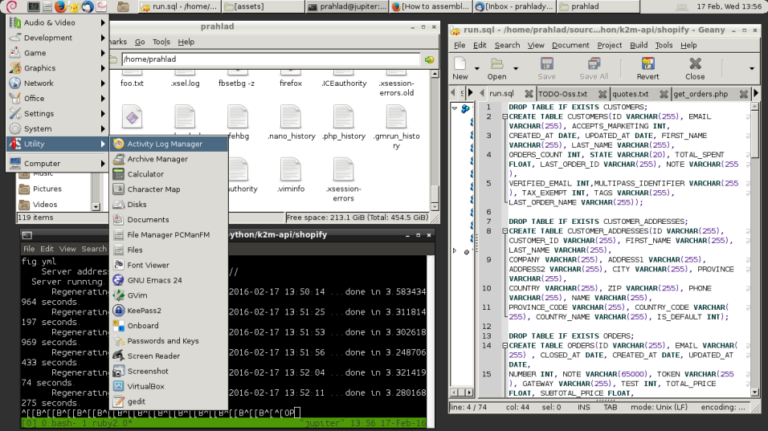 run.sql - /home/...
[assets]
prahlad@jupiter:...
[How to assembl...
[Inbox - prahlady...
prahlad
17 Feb, Wed 13:56
Audio & Video
Development
Game
Graphics
Network
Office
Settings
System
Utility
Computer
Activity Log Manager
Archive Manager
Calculator
Character Map
Disks
Documents
File Manager PCManFM
Files
Font Viewer
GNU Emacs 24
GVim
KeePass2
Onboard
Passwords and Keys
Screen Reader
Screenshot
VirtualBox
gedit
prahlad
Go Tools Help
/home/prahlad
foo.txt
.xsel.log
fbsetbg -z
firefox
.ICEauthority
.xsession-
errors.old
.nano_history
.php_history
.gmrun_
history
.viminfo
.xsession-
errors
Pictures
Videos
119 items
Free space: 213.1 GiB (Total: 454.5 GiB)
ython/k2m-api/shopify
File Edit View Search
fig yml
Server addres //
Server running
Regeneratin 2016-02-17 13 50 14 ... done in 3 583434
964 seconds.
Regeneratin 2016-02-17 13 51 25 ... done in 3 311814
197 seconds.
Regeneratin 2016-02-17 13 51 53 ... done in 3 302618
969 seconds.
Regeneratin 2016-02-17 13 51 56 ... done in 3 248706
433 seconds.
Regeneratin 2016-02-17 13 52 04 ... done in 3.321419
74 seconds.
Regeneratin 2016-02-17 13 52 11 ... done in 3.280168
275 seconds.
"jupiter" 13 56 17-Feb-16
run.sql - /home/prahlad/sourc...hon/k2m-api/shopify - Geany
File Edit Search View Document Project Build Tools Help
New Open Save Save All Revert Close
run.sql TODO-Oss.txt quotes.txt get_orders.php
1 DROP TABLE IF EXISTS CUSTOMERS;
2 CREATE TABLE CUSTOMERS(ID VARCHAR(255), EMAIL
VARCHAR(255), ACCEPTS_MARKETING INT,
3 CREATED_AT DATE, UPDATED_AT DATE, FIRST_NAME
VARCHAR(255), LAST_NAME VARCHAR(255),
4 ORDERS_COUNT INT, STATE VARCHAR(20), TOTAL_SPENT
FLOAT, LAST_ORDER_ID VARCHAR(255), NOTE VARCHAR(255
),
5 VERIFIED_EMAIL INT,MULTIPASS_IDENTIFIER VARCHAR(255
), TAX_EXEMPT INT, TAGS VARCHAR(255),
LAST_ORDER_NAME VARCHAR(255));
6
7 DROP TABLE IF EXISTS CUSTOMER_ADDRESSES;
8 CREATE TABLE CUSTOMER_ADDRESSES(ID VARCHAR(255),
CUSTOMER_ID VARCHAR(255), FIRST_NAME VARCHAR(255),
LAST_NAME VARCHAR(255),
9 COMPANY VARCHAR(255), ADDRESS1 VARCHAR(255),
ADDRESS2 VARCHAR(255), CITY VARCHAR(255), PROVINCE
VARCHAR(255),
10 COUNTRY VARCHAR(255), ZIP VARCHAR(255), PHONE
VARCHAR(255), NAME VARCHAR(255),
11 PROVINCE_CODE VARCHAR(255), COUNTRY_CODE VARCHAR(
255), COUNTRY_NAME VARCHAR(255), IS_DEFAULT INT);
12
13 DROP TABLE IF EXISTS ORDERS;
14 CREATE TABLE ORDERS(ID VARCHAR(255), EMAIL VARCHAR(
255) , CLOSED_AT DATE, CREATED_AT DATE, UPDATED_AT
DATE,
15 NUMBER INT, NOTE VARCHAR(65000), TOKEN VARCHAR(255
), GATEWAY VARCHAR(255), TEST INT, TOTAL_PRICE
FLOAT, SUBTOTAL_PRICE FLOAT,
line: 4 / 74 col: 44 sel: 0 INS TAB mode: Unix (LF) encoding: ...